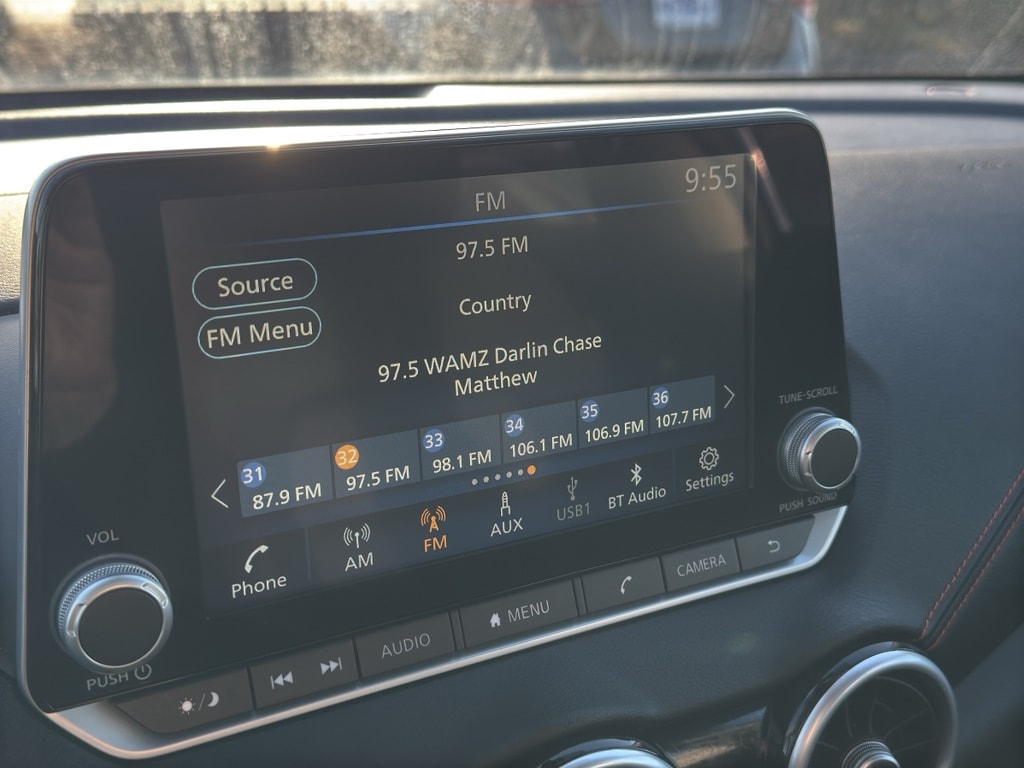 FM
9:55
97.5 FM
Source
Country
FM Menu
97.5 WAMZ Darlin Chase
Matthew
31
87.9 FM
32
97.5 FM
33
98.1 FM
34
106.1 FM
35
106.9 FM
36
107.7 FM
Phone
AM
FM
AUX
USB1
BT Audio
Settings
TUNE·SCROLL
PUSH SOUND
VOL
PUSH
AUDIO
MENU
CAMERA